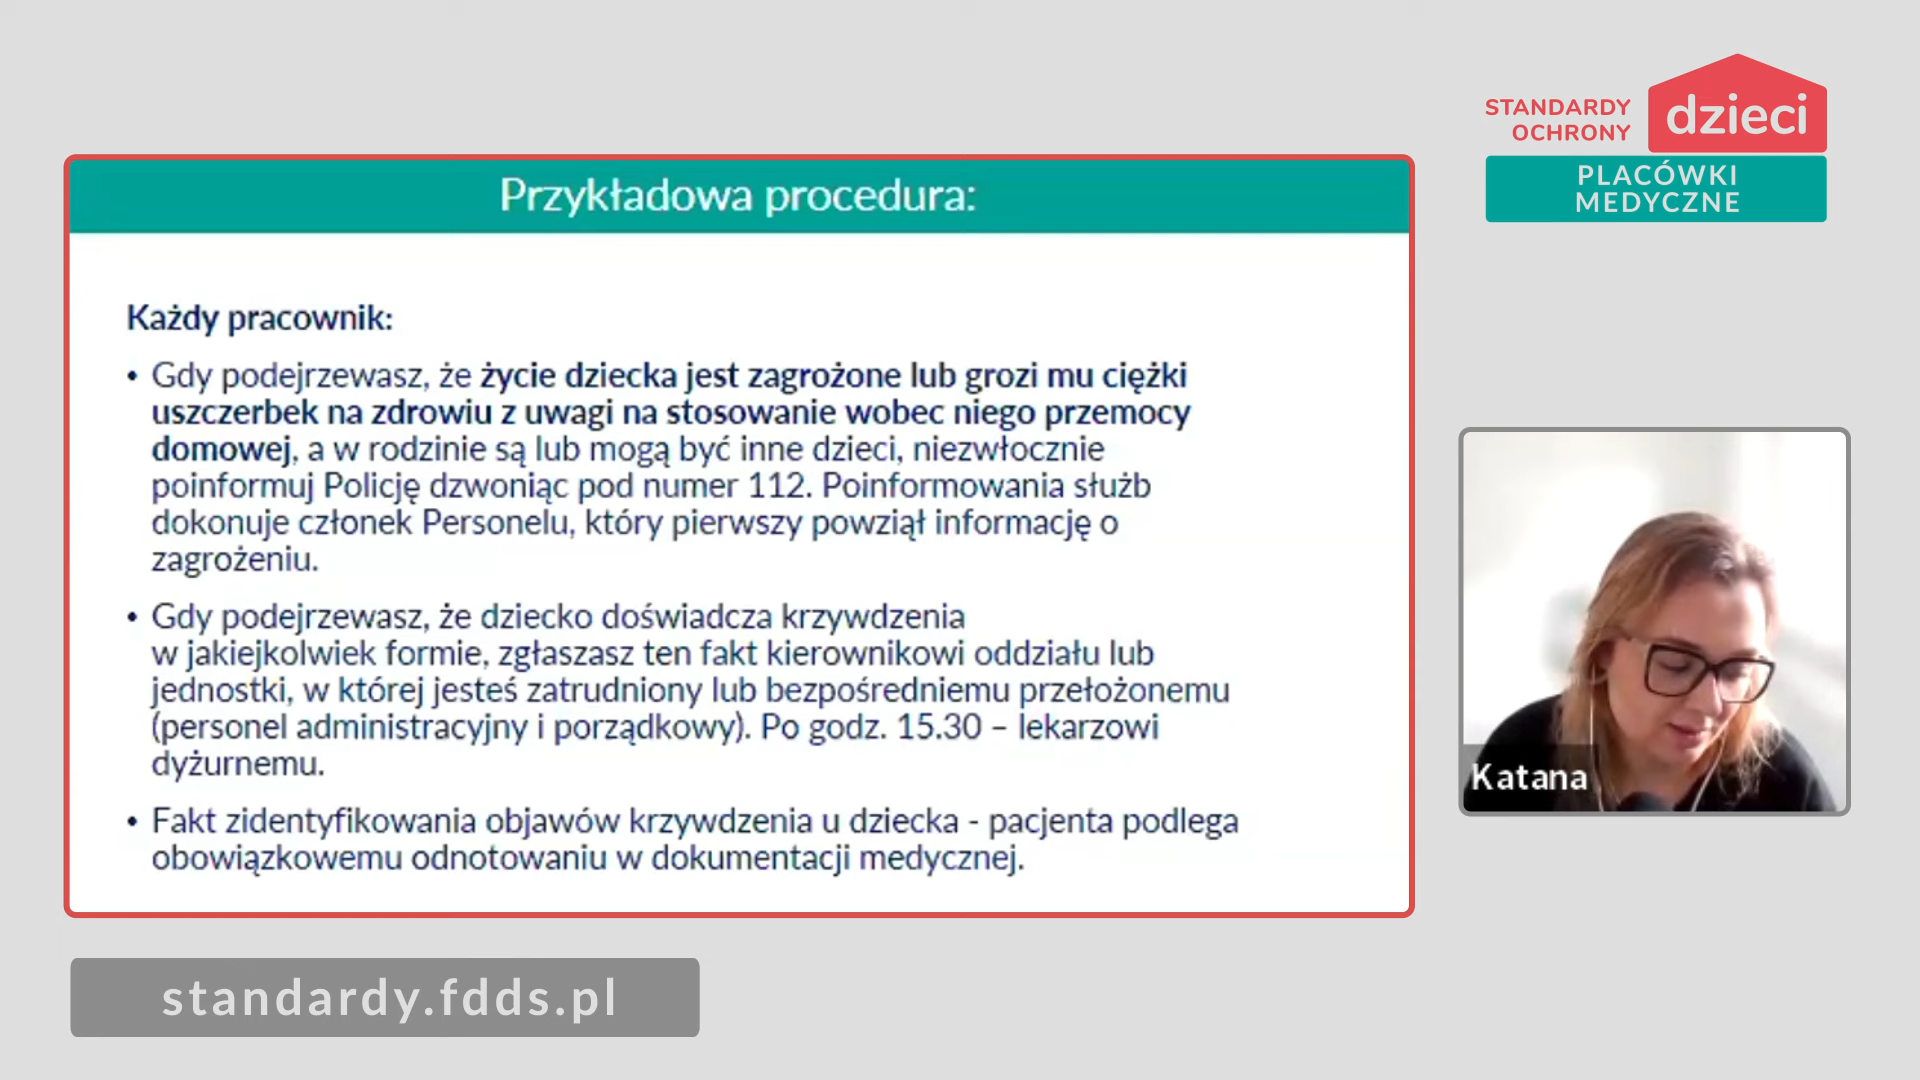 STANDARDY
OCHRONY
dzieci
PLACÓWKI
MEDYCZNE
Przykładowa procedura:
Każdy pracownik:
• Gdy podejrzewasz, że życie dziecka jest zagrożone lub grozi mu ciężki
uszczerbek na zdrowiu z uwagi na stosowanie wobec niego przemocy
domowej, a w rodzinie są lub mogą być inne dzieci, niezwłocznie
poinformuj Policję dzwoniąc pod numer 112. Poinformowania służb
dokonuje członek Personelu, który pierwszy powziął informację o
zagrożeniu.
• Gdy podejrzewasz, że dziecko doświadcza krzywdzenia
w jakiejkolwiek formie, zgłaszasz ten fakt kierownikowi oddziału lub
jednostki, w której jesteś zatrudniony lub bezpośredniemu przełożonemu
(personel administracyjny i porządkowy). Po godz. 15.30 – lekarzowi
dyżurnemu.
• Fakt zidentyfikowania objawów krzywdzenia u dziecka - pacjenta podlega
obowiązkowemu odnotowaniu w dokumentacji medycznej.
Katana
standardy.fdds.pl